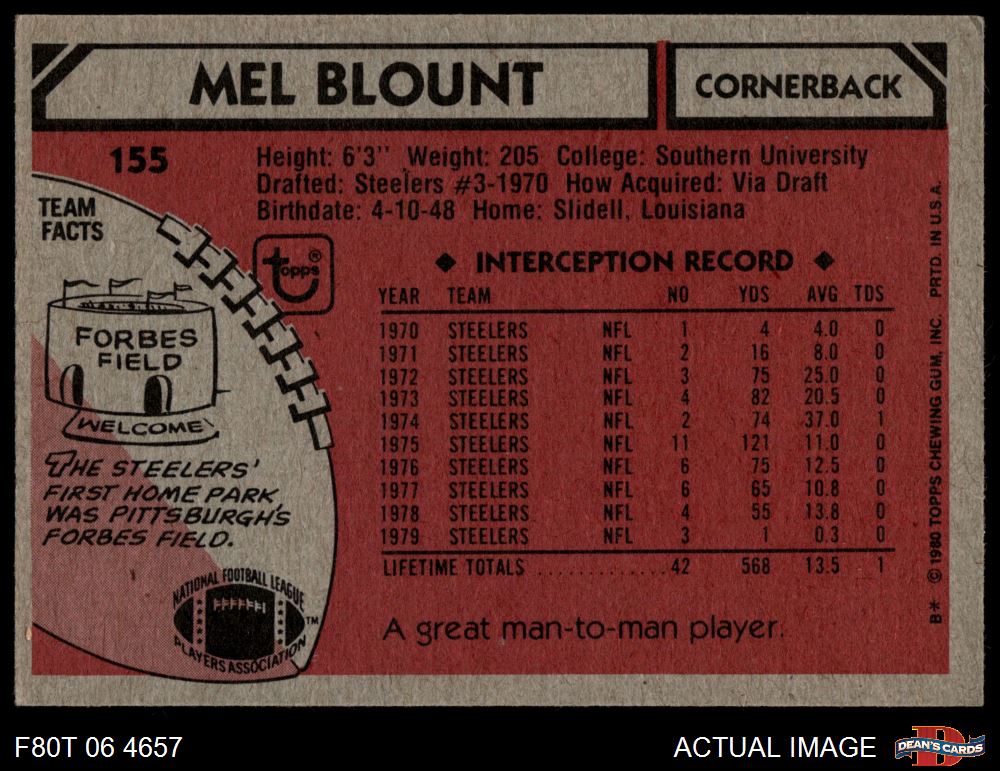 MEL BLOUNT
CORNERBACK
155
Height: 6'3'' Weight: 205 College: Southern University
Drafted: Steelers #3-1970 How Acquired: Via Draft
Birthdate: 4-10-48 Home: Slidell, Louisiana
TEAM
FACTS
topps®
FORBES
FIELD
WELCOME
THE STEELERS'
FIRST HOME PARK
WAS PITTSBURGH'S
FORBES FIELD.
NATIONAL FOOTBALL LEAGUE
PLAYERS ASSOCIATION
TM
◆ INTERCEPTION RECORD ◆
YEAR TEAM NO YDS AVG TDS
1970 STEELERS NFL 1 4 4.0 0
1971 STEELERS NFL 2 16 8.0 0
1972 STEELERS NFL 3 75 25.0 0
1973 STEELERS NFL 4 82 20.5 0
1974 STEELERS NFL 2 74 37.0 1
1975 STEELERS NFL 11 121 11.0 0
1976 STEELERS NFL 6 75 12.5 0
1977 STEELERS NFL 6 65 10.8 0
1978 STEELERS NFL 4 55 13.8 0
1979 STEELERS NFL 3 1 0.3 0
LIFETIME TOTALS .............42 568 13.5 1
A great man-to-man player.
B* © 1980 TOPPS CHEWING GUM, INC. PRTD. IN U.S.A.
F80T 06 4657
ACTUAL IMAGE
DEAN'S CARDS